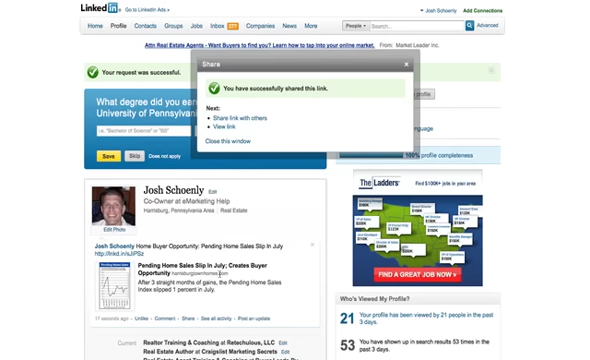 LinkedIn Go to LinkedIn Ads » Josh Schoenly Add Connections
Home Profile Contacts Groups Jobs Inbox Companies News More People Search... Advanced
Attn Real Estate Agents - Want Buyers to find you? Learn how to tap into your online market. From: Market Leader Inc.
Share ×
Your request was successful. ×
You have successfully shared this link.
Next:
Share link with others
View link
Close this window
What degree did you ea
University of Pennsylvania
i.e. "Bachelor of Science" or "BS"
Save Skip Does not apply
profile
language
100% profile completeness
Josh Schoenly Edit
Co-Owner at eMarketing Help
Harrisburg, Pennsylvania Area Real Estate
Edit Photo
Josh Schoenly Home Buyer Opportunity: Pending Home Sales Slip In July
Pending Home Sales Slip in July; Creates Buyer
Opportunity
After 3 straight months of gains, the Pending Home Sales
Index slipped 1 percent in July.
17 seconds ago Unlike Comment Share See all activity Post an update
Current Realtor Training & Coaching at Retechulous, LLC Edit
Real Estate Author at Craigslist Marketing Secrets Edit
The Ladders Find $100K+ jobs in your area
FIND A GREAT JOB NOW
Who's Viewed My Profile?
21 Your profile has been viewed by 21 people in the past
3 days.
53 You have shown up in search results 53 times in the
past 3 days.